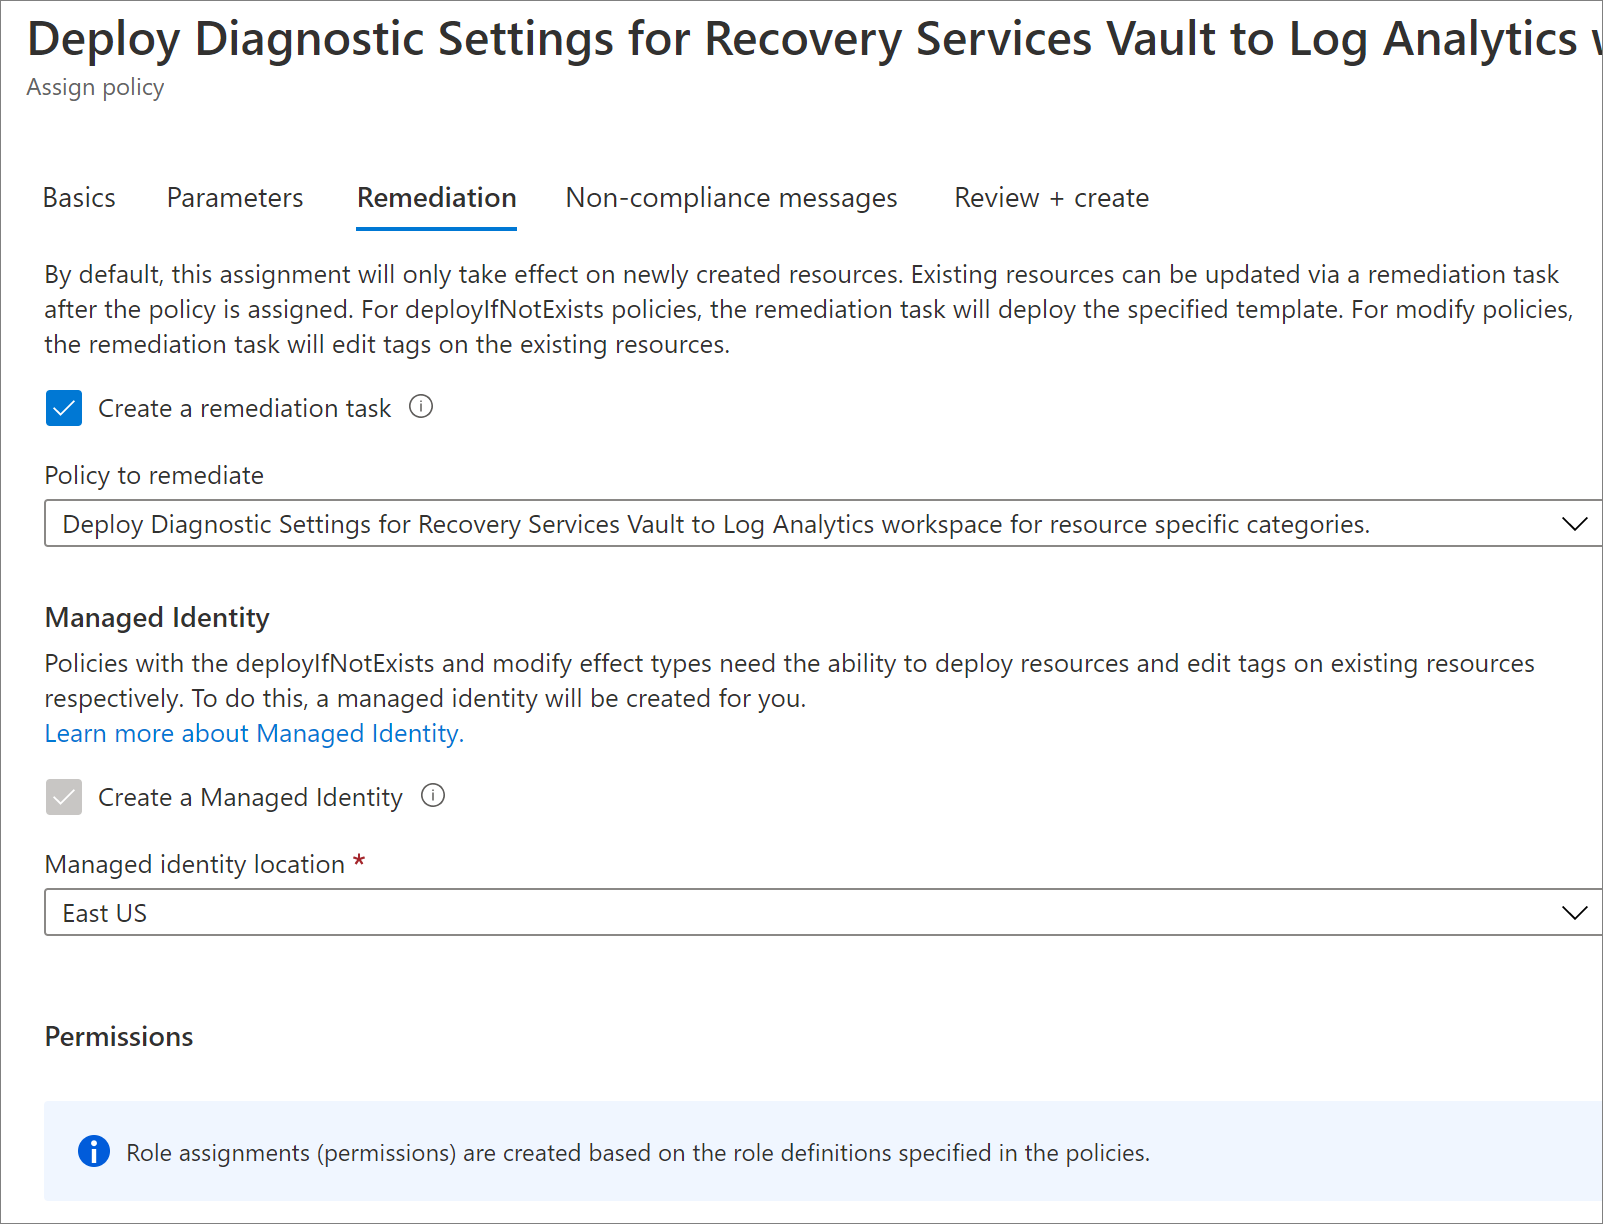 Deploy Diagnostic Settings for Recovery Services Vault to Log Analytics
Assign policy
Basics Parameters Remediation Non-compliance messages Review + create
By default, this assignment will only take effect on newly created resources. Existing resources can be updated via a remediation task
after the policy is assigned. For deployIfNotExists policies, the remediation task will deploy the specified template. For modify policies,
the remediation task will edit tags on the existing resources.
Create a remediation task
Policy to remediate
Deploy Diagnostic Settings for Recovery Services Vault to Log Analytics workspace for resource specific categories.
Managed Identity
Policies with the deployIfNotExists and modify effect types need the ability to deploy resources and edit tags on existing resources
respectively. To do this, a managed identity will be created for you.
Learn more about Managed Identity.
Create a Managed Identity
Managed identity location *
East US
Permissions
Role assignments (permissions) are created based on the role definitions specified in the policies.